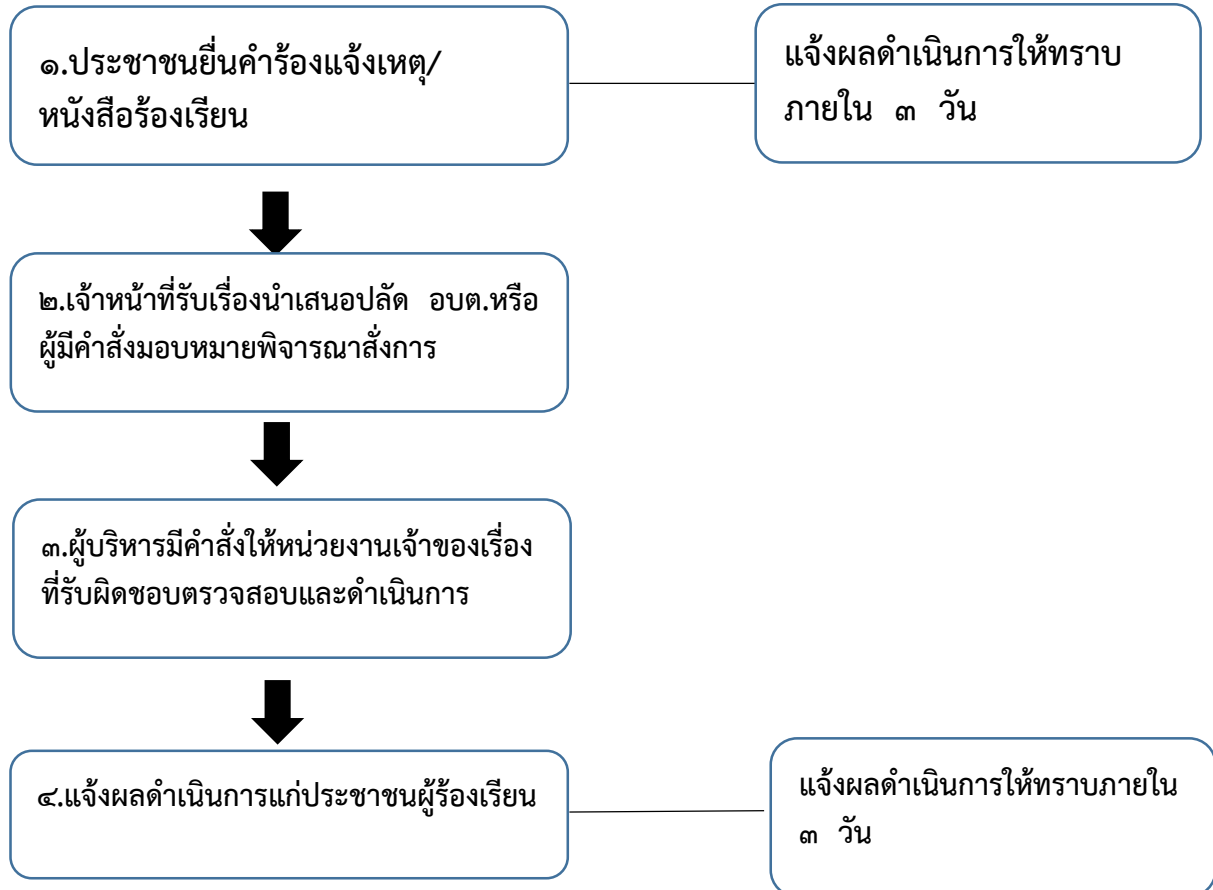 ๑.ประชาชนยื่นคำร้องแจ้งเหตุ/
หนังสือร้องเรียน
แจ้งผลดำเนินการให้ทราบ
ภายใน ๓ วัน
๒.เจ้าหน้าที่รับเรื่องนำเสนอปลัด อบต.หรือ
ผู้มีคำสั่งมอบหมายพิจารณาสั่งการ
๓.ผู้บริหารมีคำสั่งให้หน่วยงานเจ้าของเรื่อง
ที่รับผิดชอบตรวจสอบและดำเนินการ
๔.แจ้งผลดำเนินการแก่ประชาชนผู้ร้องเรียน
แจ้งผลดำเนินการให้ทราบภายใน
๓ วัน